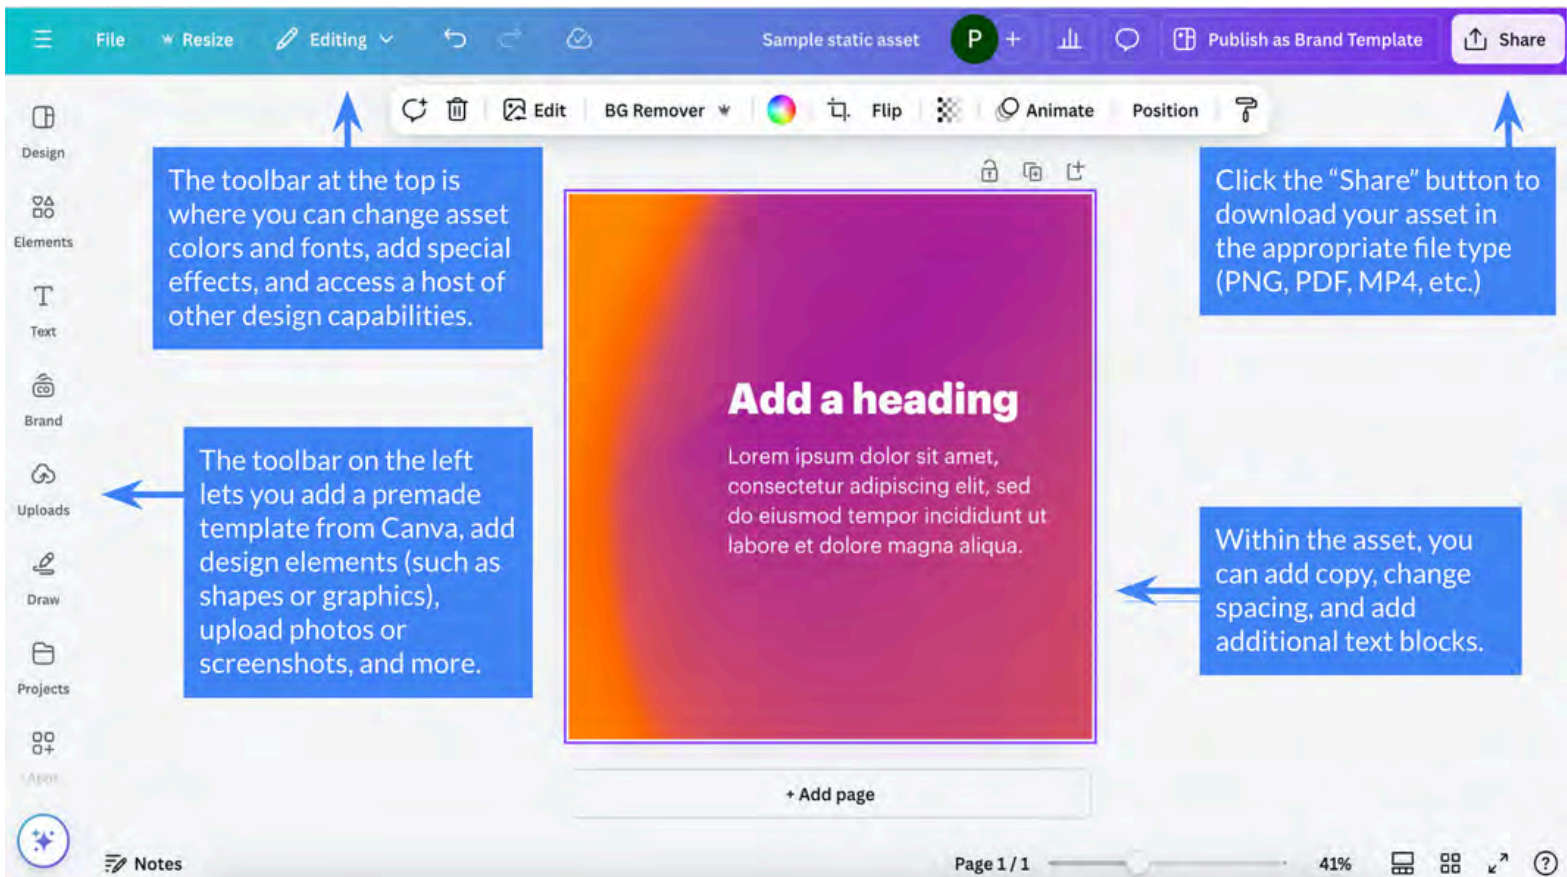 File
Resize
Editing
Sample static asset
P
Publish as Brand Template
Share
Edit
BG Remover
Flip
Animate
Position
Design
Elements
Text
Brand
Uploads
Draw
Projects
Apps
The toolbar at the top is
where you can change asset
colors and fonts, add special
effects, and access a host of
other design capabilities.
Click the “Share” button to
download your asset in
the appropriate file type
(PNG, PDF, MP4, etc.)
The toolbar on the left
lets you add a premade
template from Canva, add
design elements (such as
shapes or graphics),
upload photos or
screenshots, and more.
Add a heading
Lorem ipsum dolor sit amet,
consectetur adipiscing elit, sed
do eiusmod tempor incididunt ut
labore et dolore magna aliqua.
Within the asset, you
can add copy, change
spacing, and add
additional text blocks.
+ Add page
Notes
Page 1 / 1
41%